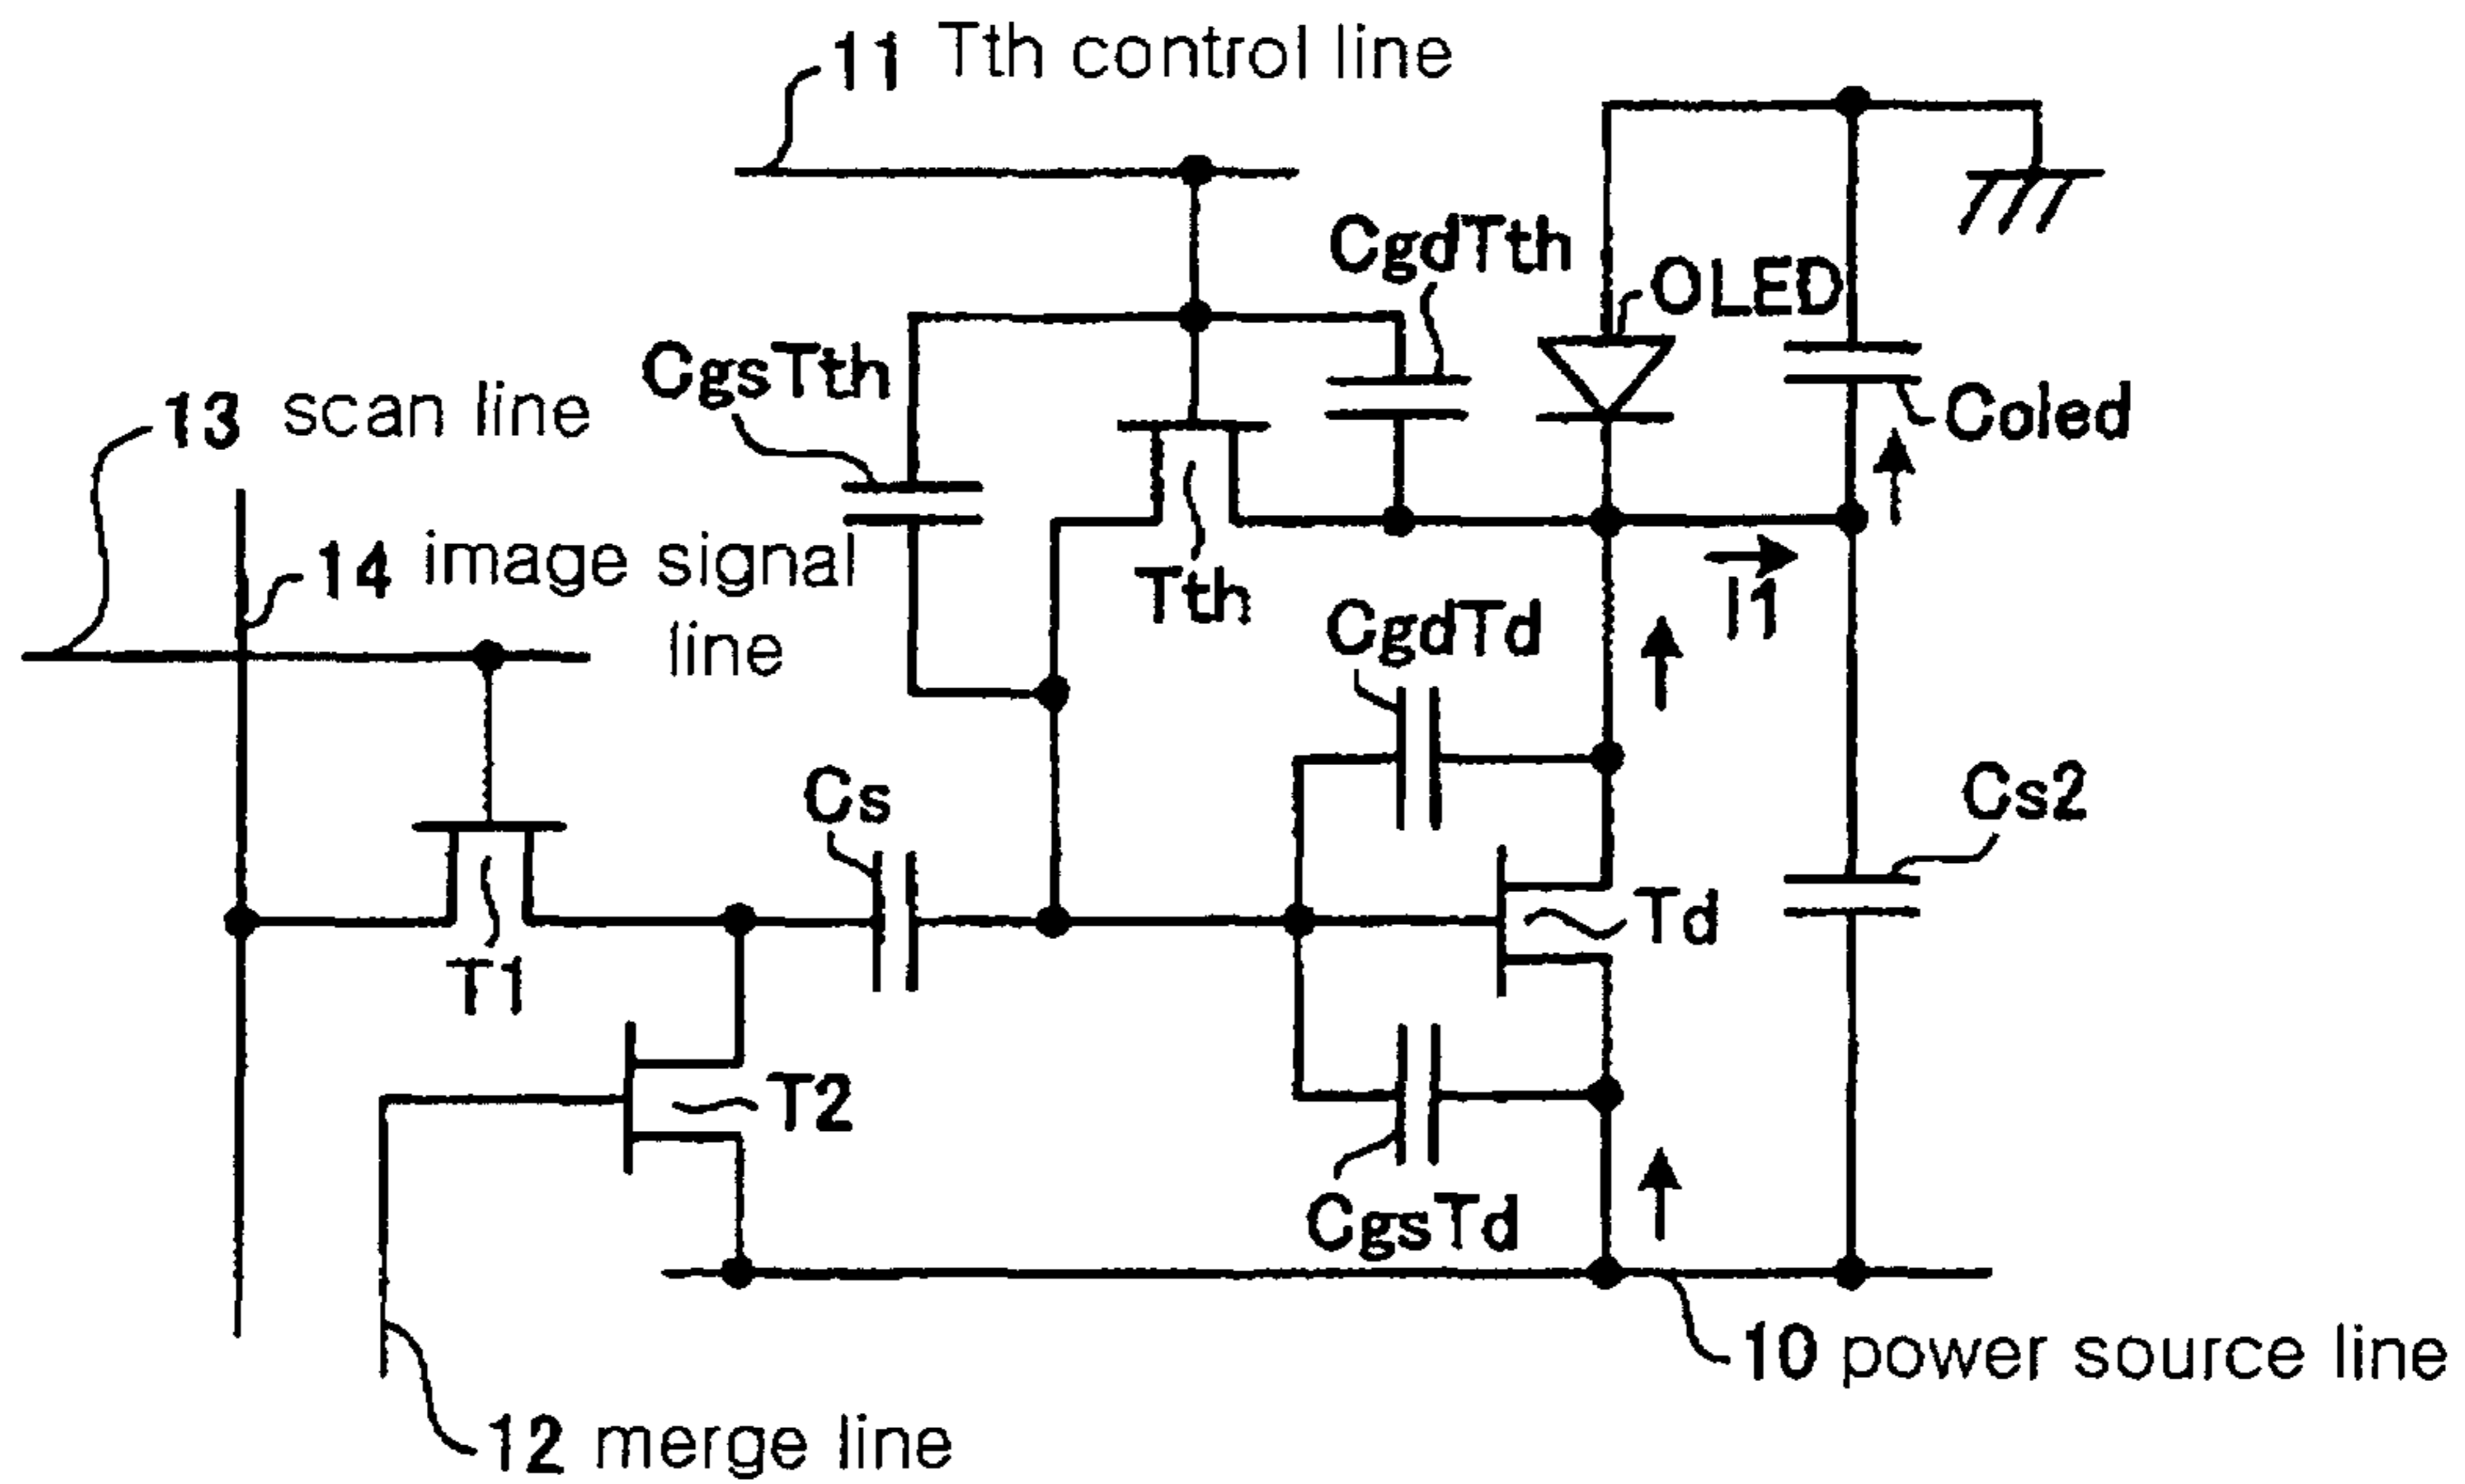 11 Tth control line
CgdTth
OLED
CgsTth
13 scan line
Coled
14 image signal
line
Tth
I1
CgdTd
Cs
Cs2
Td
T1
T2
CgsTd
10 power source line
12 merge line